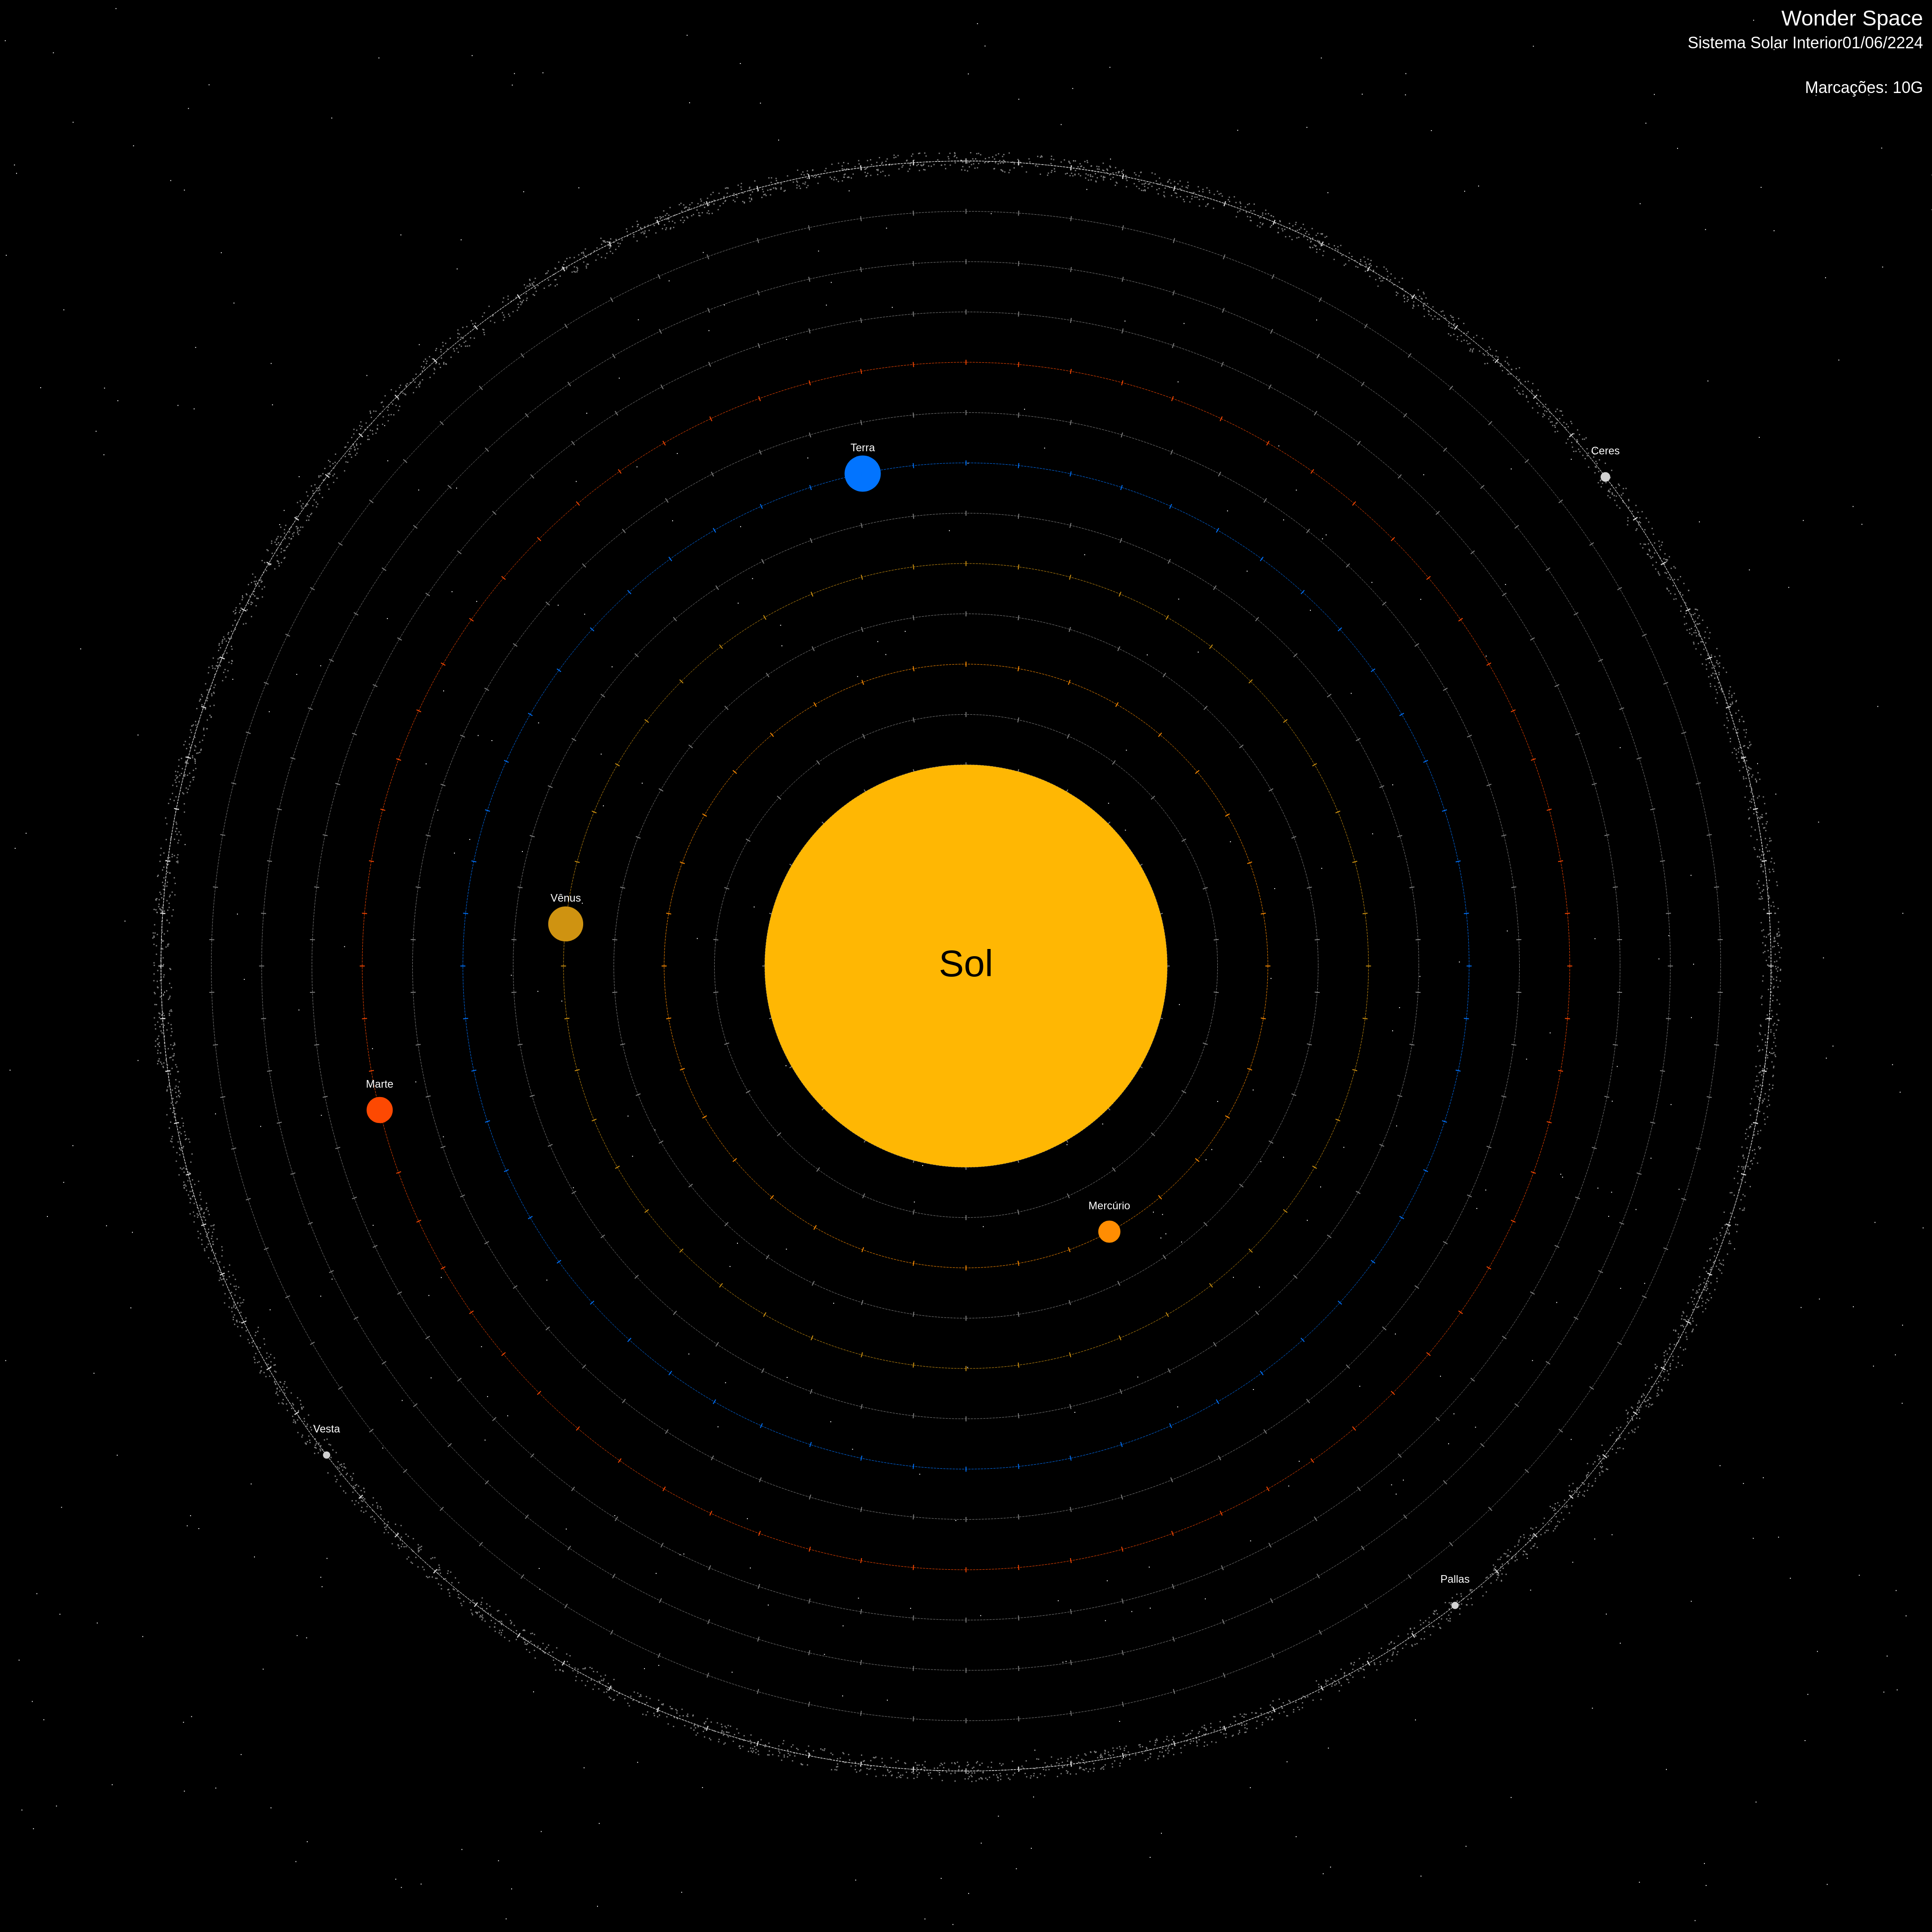 Wonder Space
Sistema Solar Interior01/06/2224
Marcações: 10G
Terra
Ceres
Vênus
Sol
Marte
Mercúrio
Vesta
Pallas